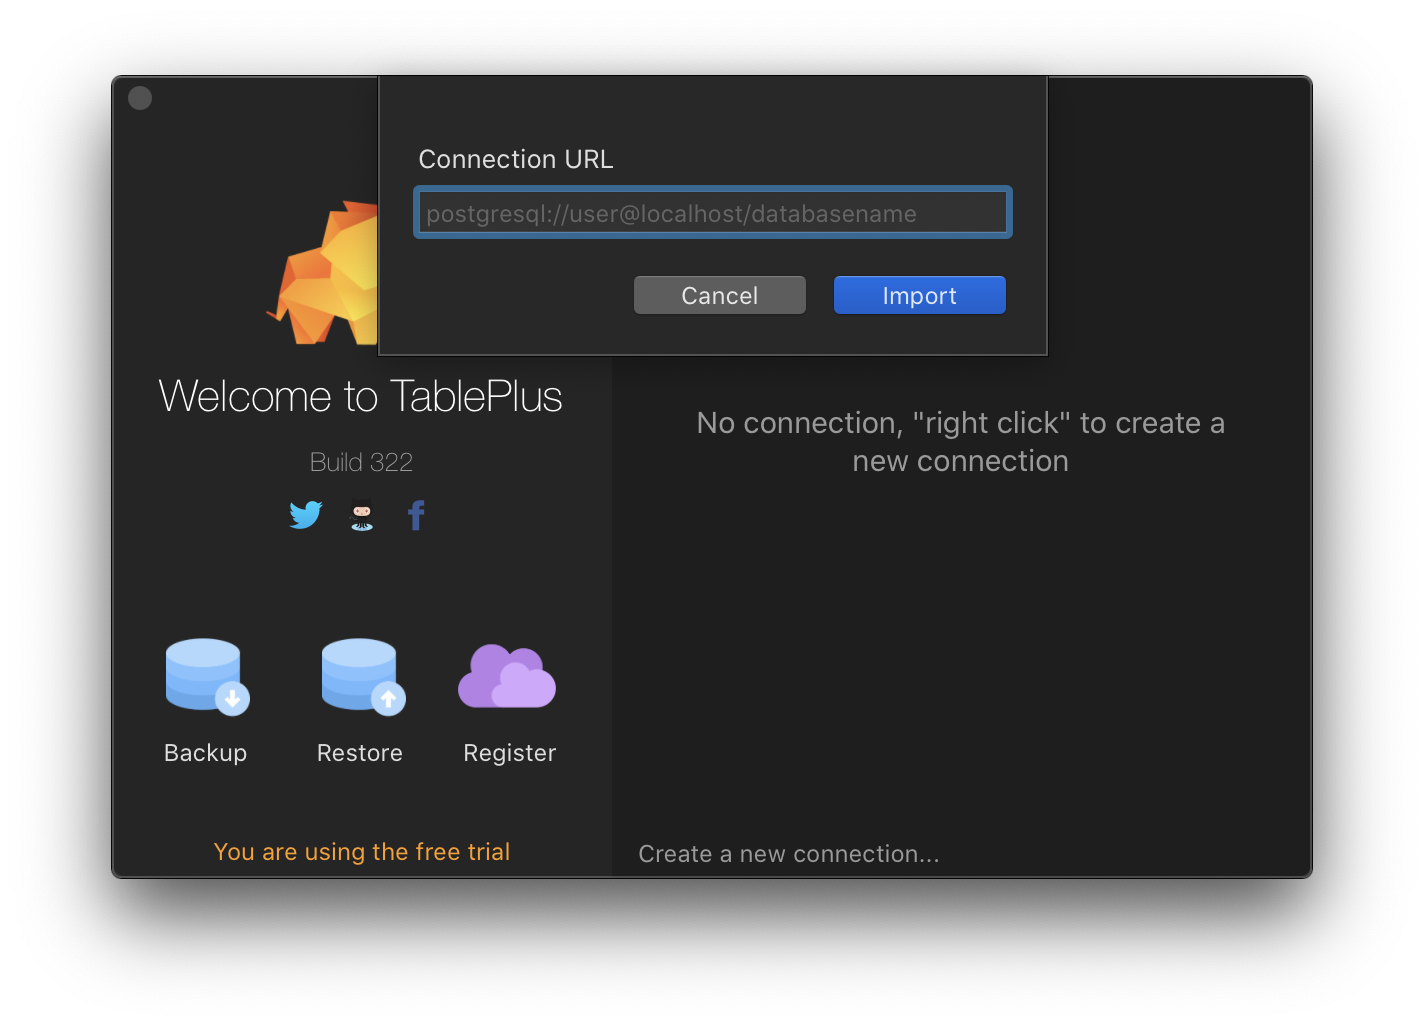 Connection URL
postgresql://user@localhost/databasename
Cancel
Import
Welcome to TablePlus
Build 322
Backup
Restore
Register
You are using the free trial
No connection, "right click" to create a
new connection
Create a new connection...